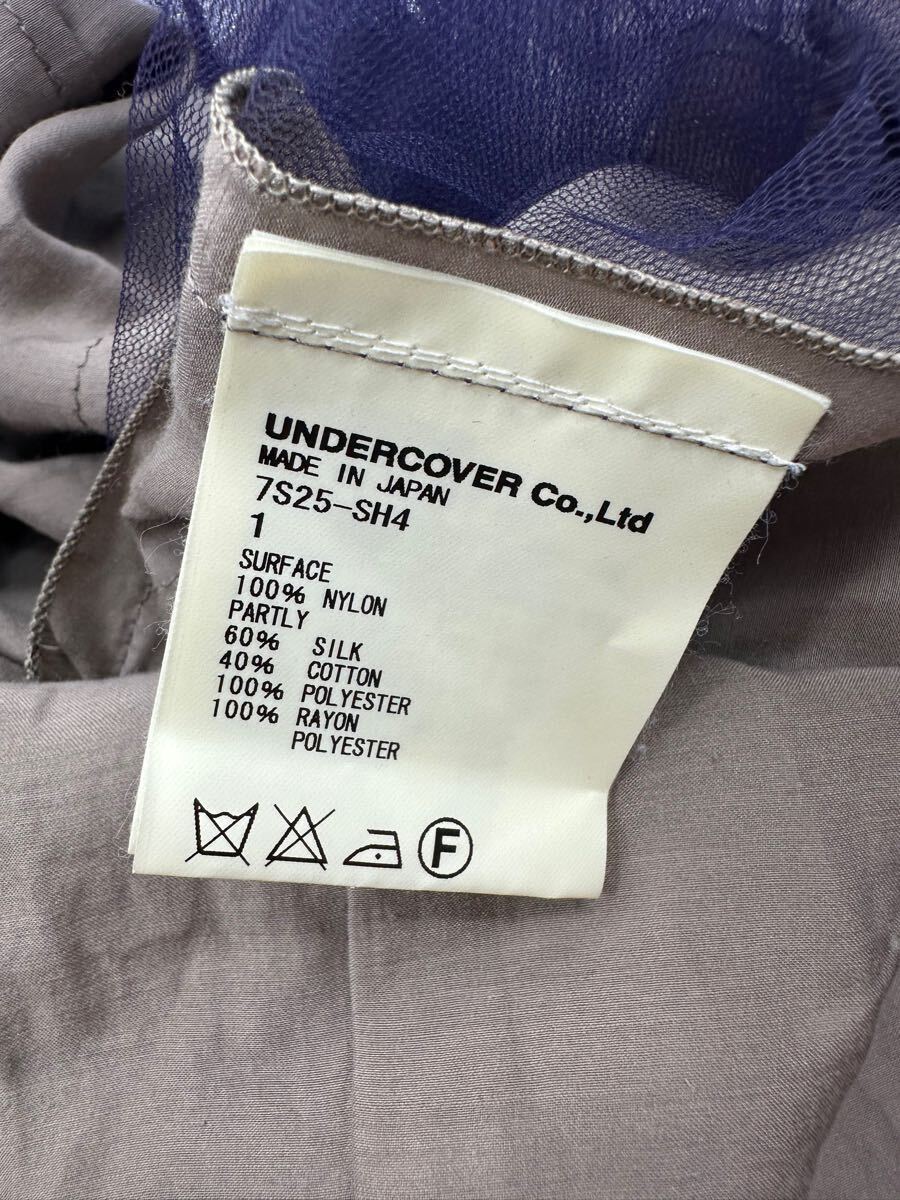 UNDERCOVER Co.,Ltd
MADE IN JAPAN
7S25-SH4
1
SURFACE
100% NYLON
PARTLY
60% SILK
40% COTTON
100% POLYESTER
100% RAYON
POLYESTER
F